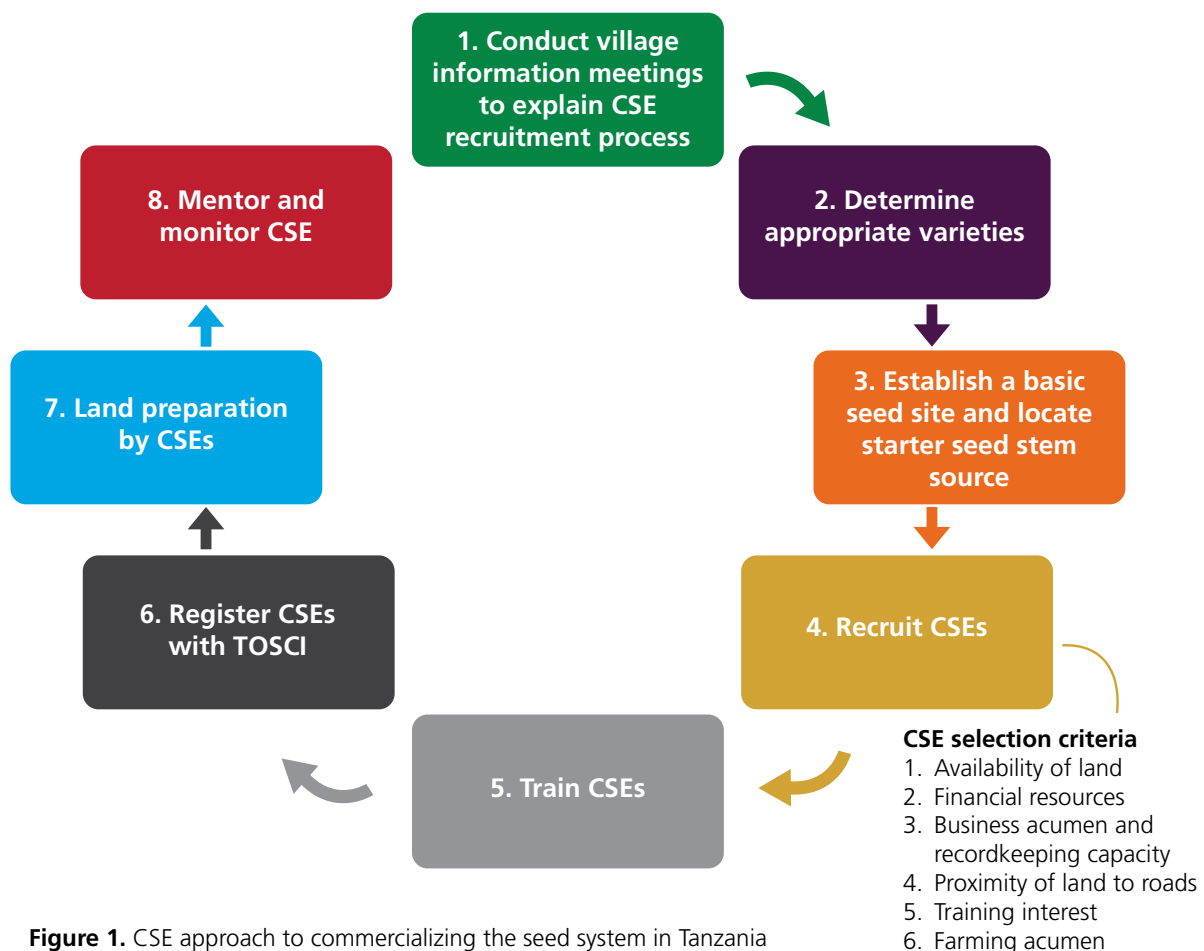 1. Conduct village
information meetings
to explain CSE
recruitment process
2. Determine
appropriate varieties
3. Establish a basic
seed site and locate
starter seed stem
source
4. Recruit CSEs
CSE selection criteria
1. Availability of land
2. Financial resources
3. Business acumen and
recordkeeping capacity
4. Proximity of land to roads
5. Training interest
6. Farming acumen
5. Train CSEs
6. Register CSEs
with TOSCI
7. Land preparation
by CSEs
8. Mentor and
monitor CSE
Figure 1. CSE approach to commercializing the seed system in Tanzania